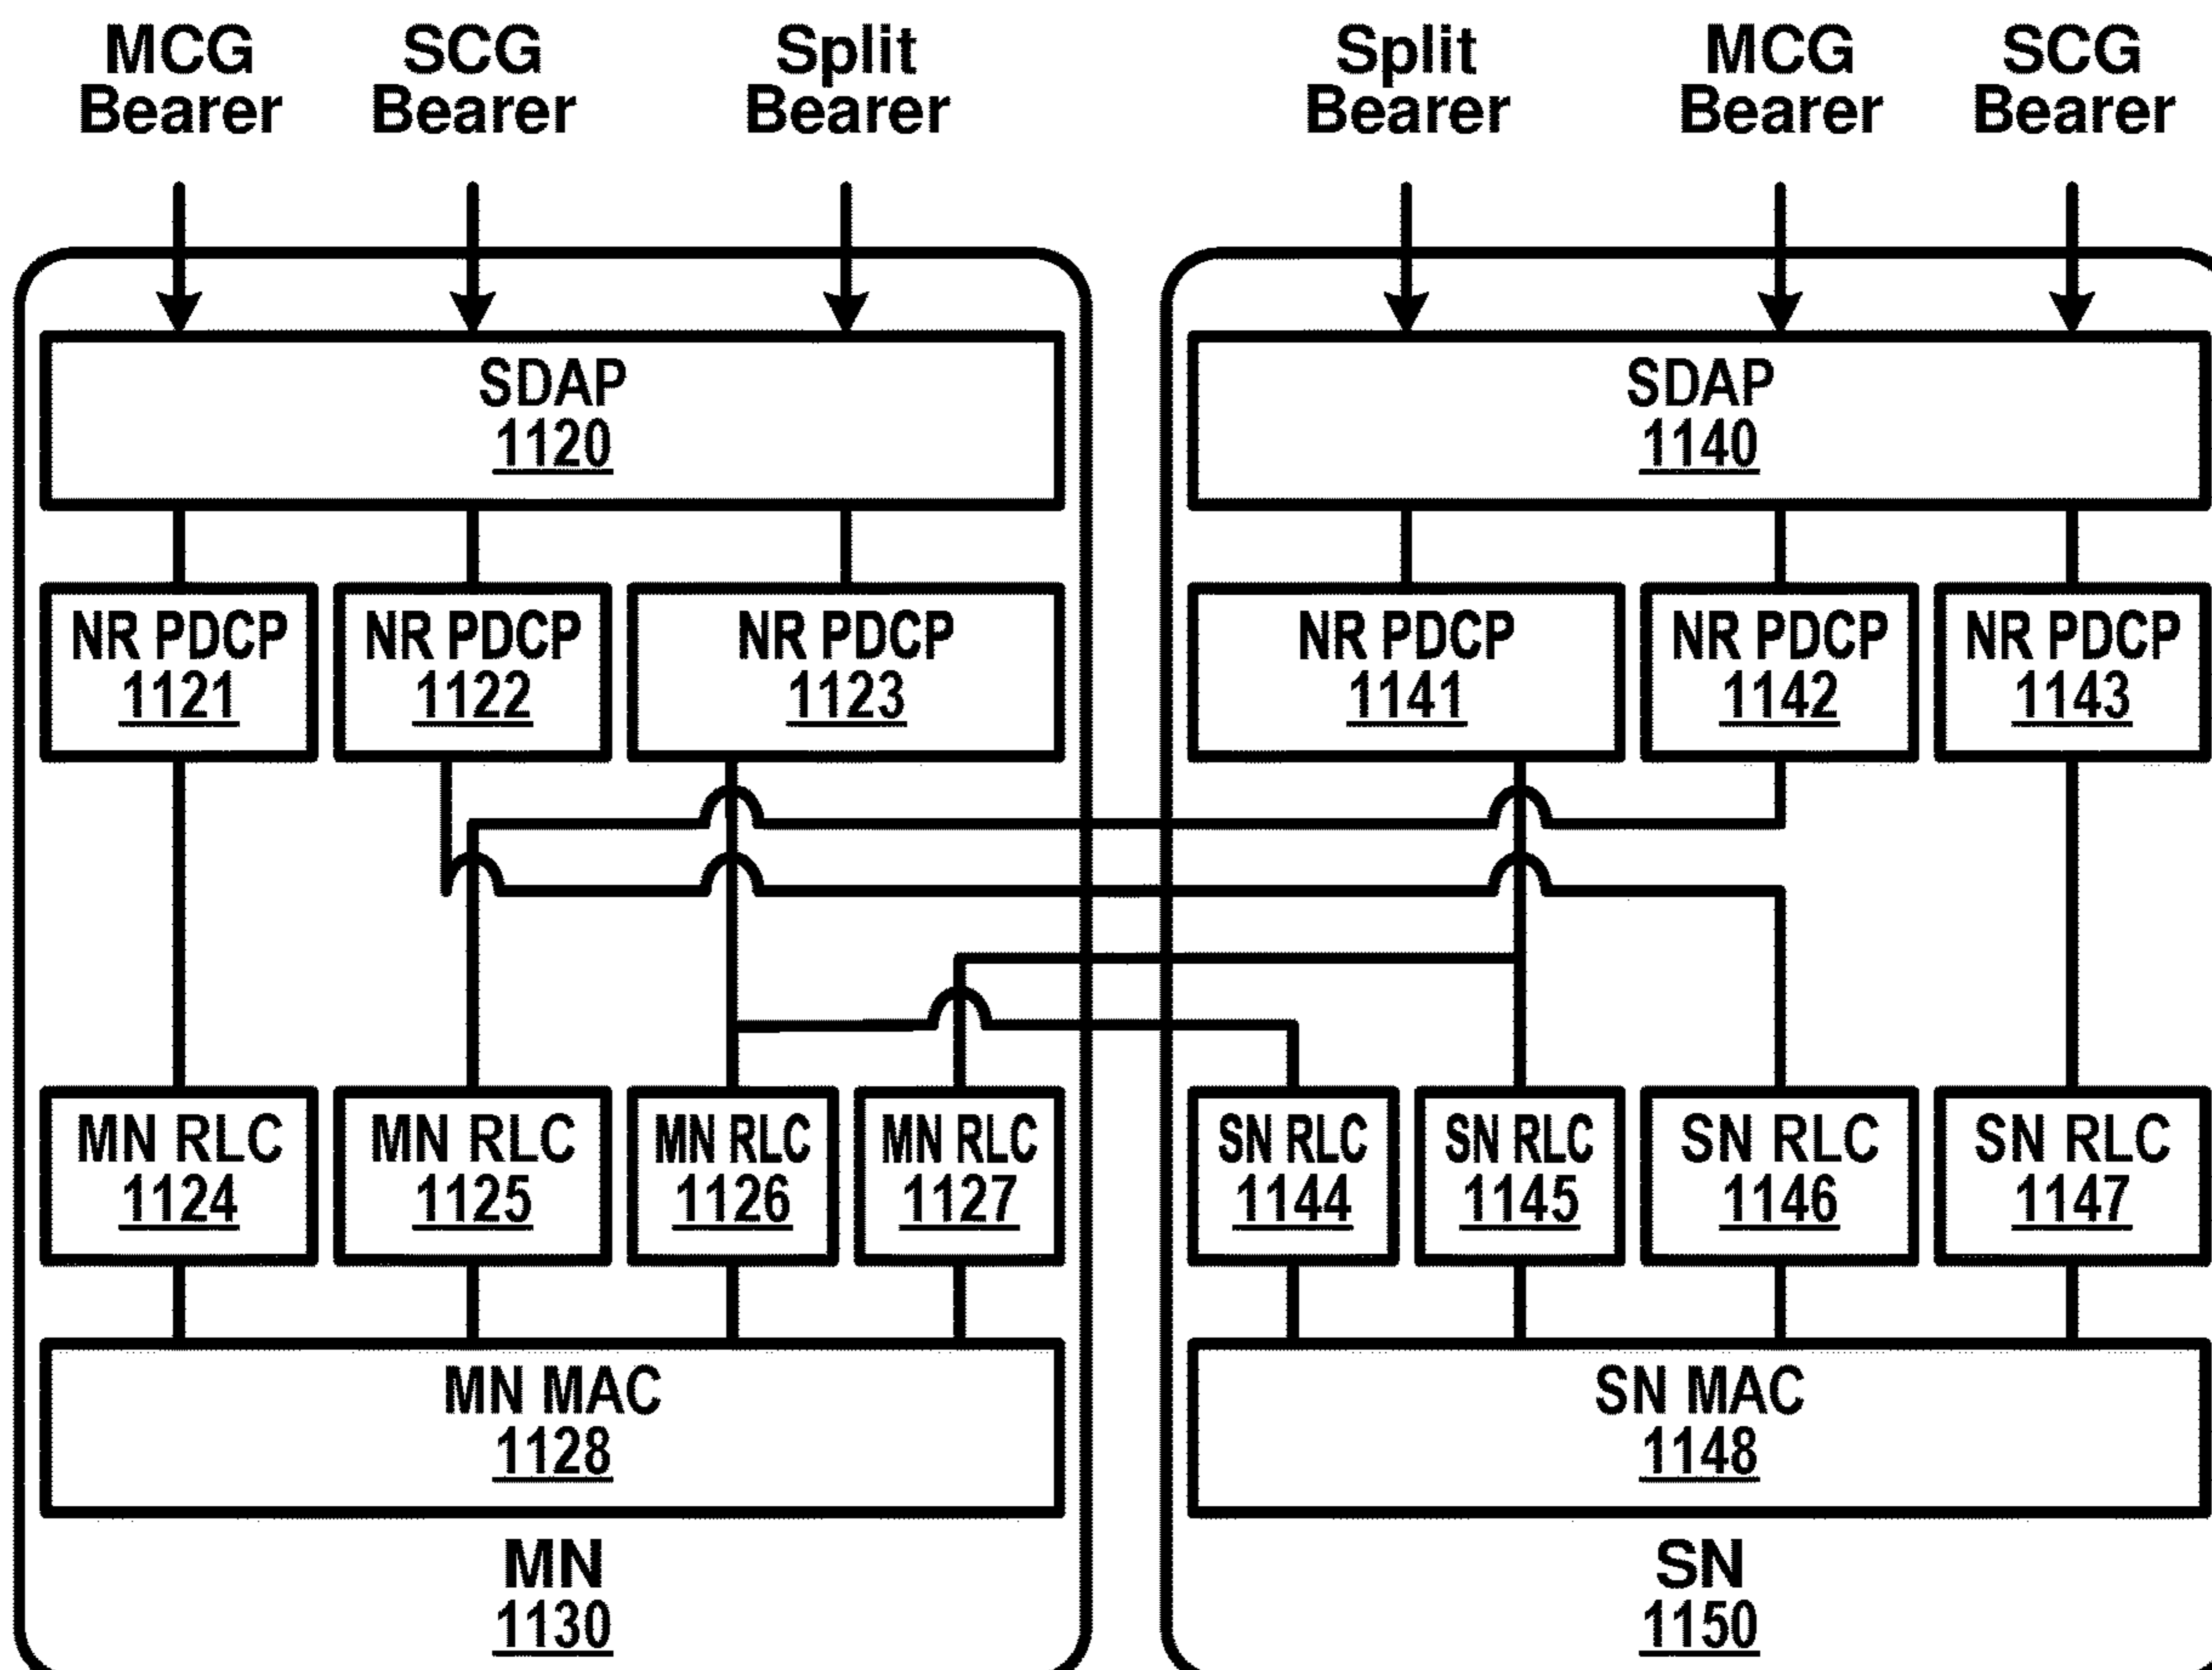 MCG
Bearer
SCG
Bearer
Split
Bearer
Split
Bearer
MCG
Bearer
SCG
Bearer
SDAP
1120
SDAP
1140
NR PDCP
1121
NR PDCP
1122
NR PDCP
1123
NR PDCP
1141
NR PDCP
1142
NR PDCP
1143
MN RLC
1124
MN RLC
1125
MN RLC
1126
MN RLC
1127
SN RLC
1144
SN RLC
1145
SN RLC
1146
SN RLC
1147
MN MAC
1128
SN MAC
1148
MN
1130
SN
1150